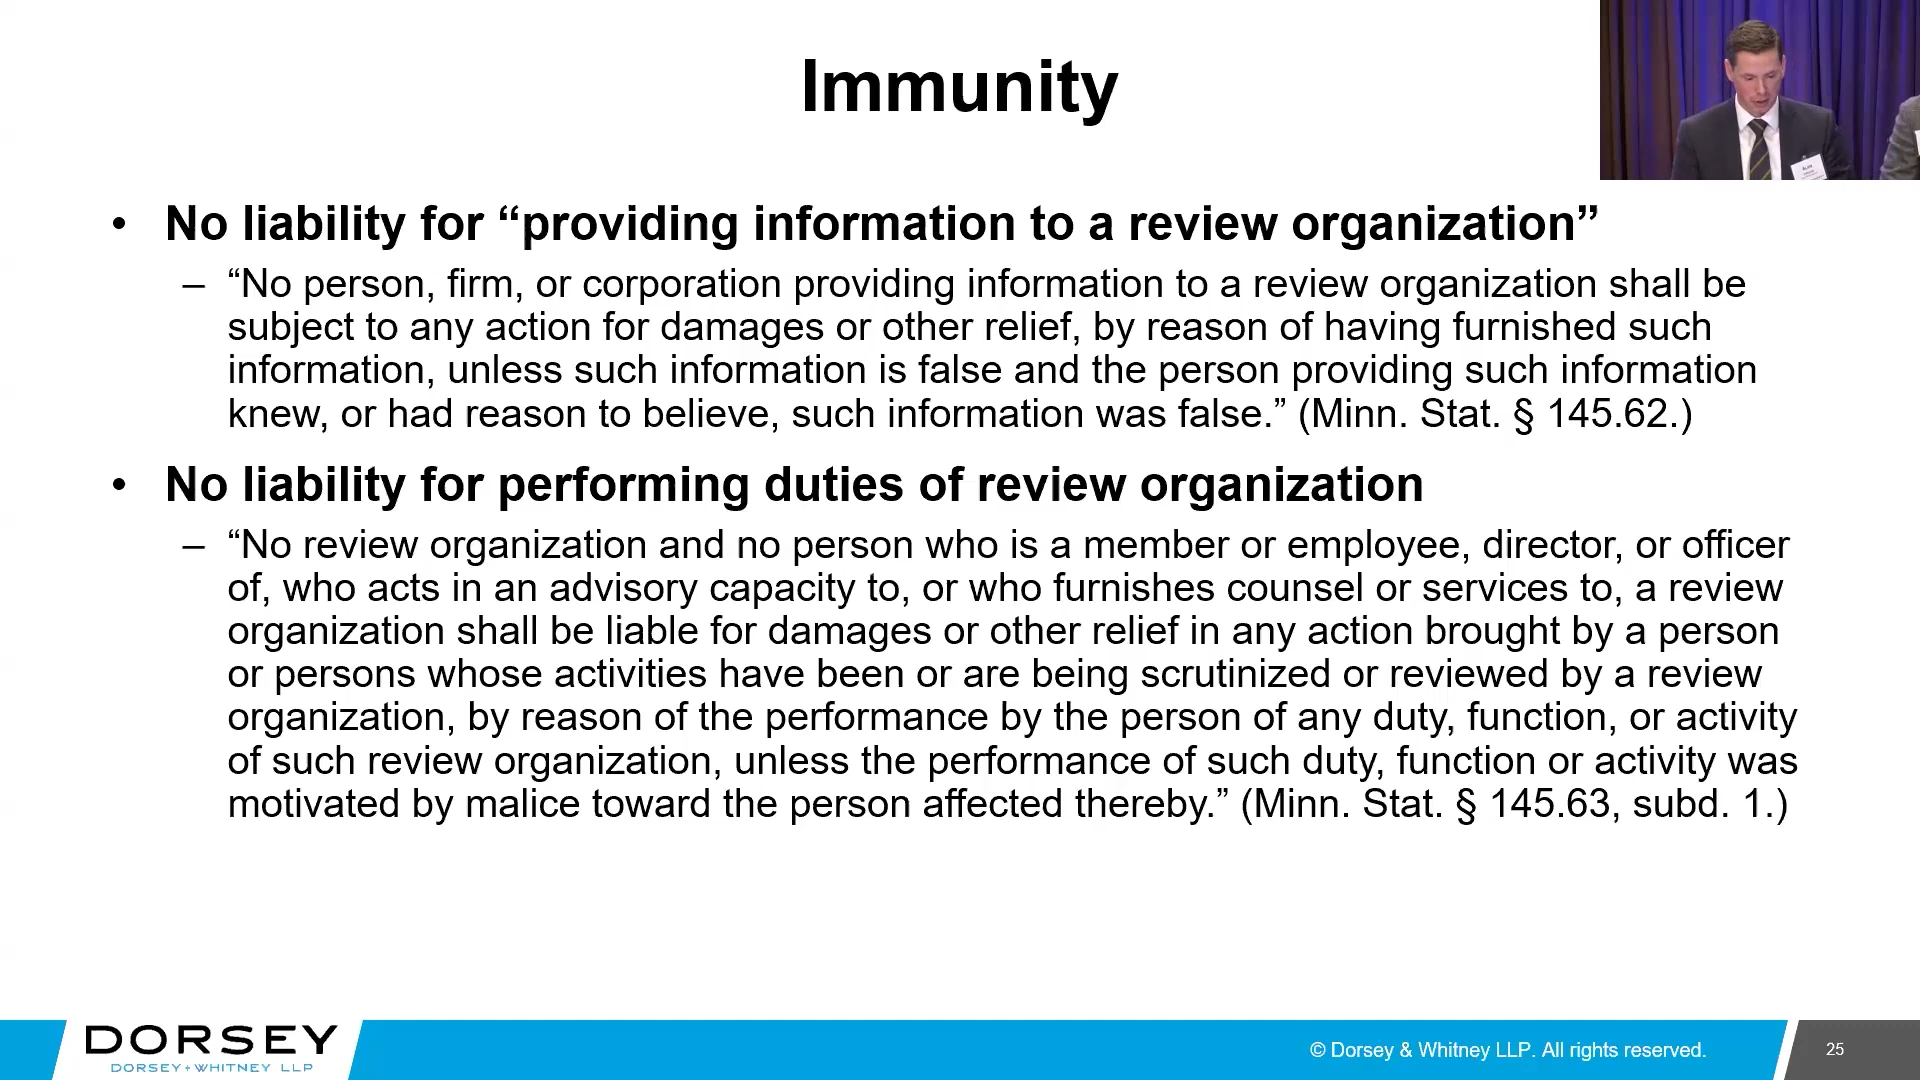 Immunity
• No liability for “providing information to a review organization”
– “No person, firm, or corporation providing information to a review organization shall be
subject to any action for damages or other relief, by reason of having furnished such
information, unless such information is false and the person providing such information
knew, or had reason to believe, such information was false.” (Minn. Stat. § 145.62.)
• No liability for performing duties of review organization
– “No review organization and no person who is a member or employee, director, or officer
of, who acts in an advisory capacity to, or who furnishes counsel or services to, a review
organization shall be liable for damages or other relief in any action brought by a person
or persons whose activities have been or are being scrutinized or reviewed by a review
organization, by reason of the performance by the person of any duty, function, or activity
of such review organization, unless the performance of such duty, function or activity was
motivated by malice toward the person affected thereby.” (Minn. Stat. § 145.63, subd. 1.)
DORSEY
DORSEY + WHITNEY LLP
© Dorsey & Whitney LLP. All rights reserved.
25